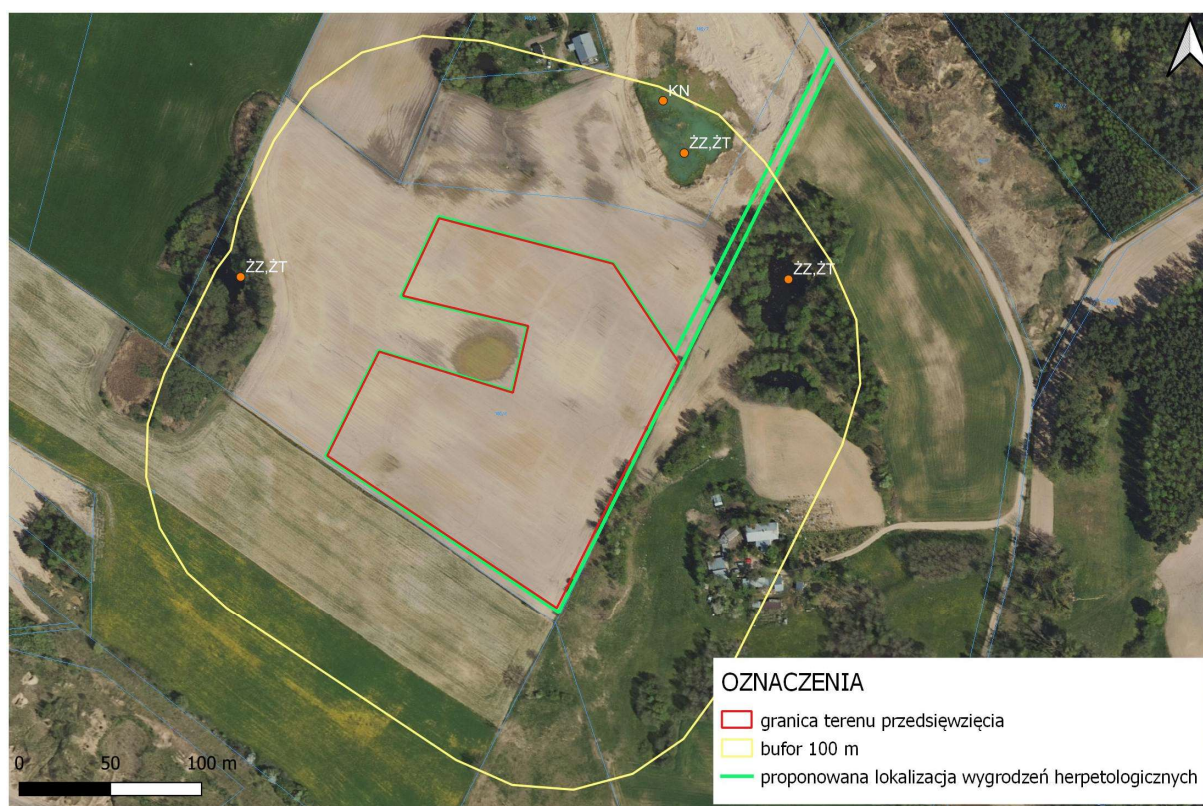 KN
ŻZ,ŻT
ŻZ,ŻT
ŻZ,ŻT
OZNACZENIA
granica terenu przedsięwzięcia
bufor 100 m
proponowana lokalizacja wygrodzeń herpetologicznych
0 50 100 m